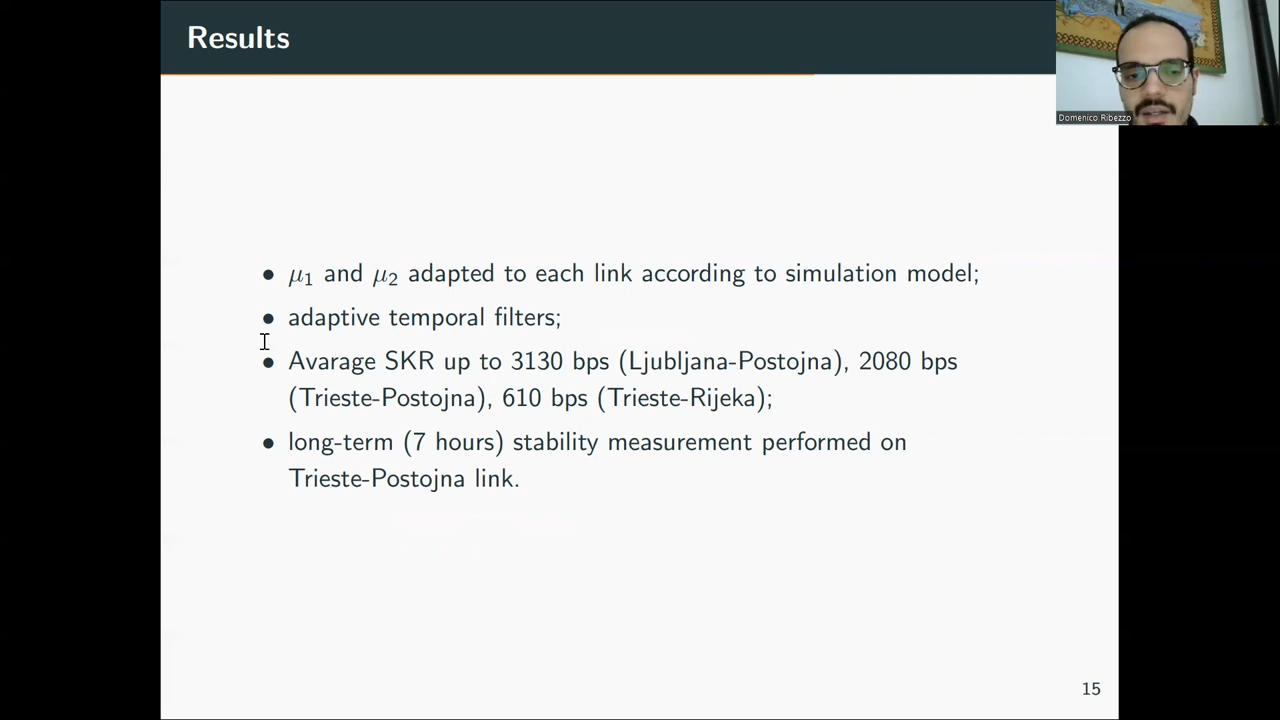 Results
Domenico Ribezzo
• μ₁ and μ₂ adapted to each link according to simulation model;
• adaptive temporal filters;
• Avarage SKR up to 3130 bps (Ljubljana-Postojna), 2080 bps
(Trieste-Postojna), 610 bps (Trieste-Rijeka);
• long-term (7 hours) stability measurement performed on
Trieste-Postojna link.
15